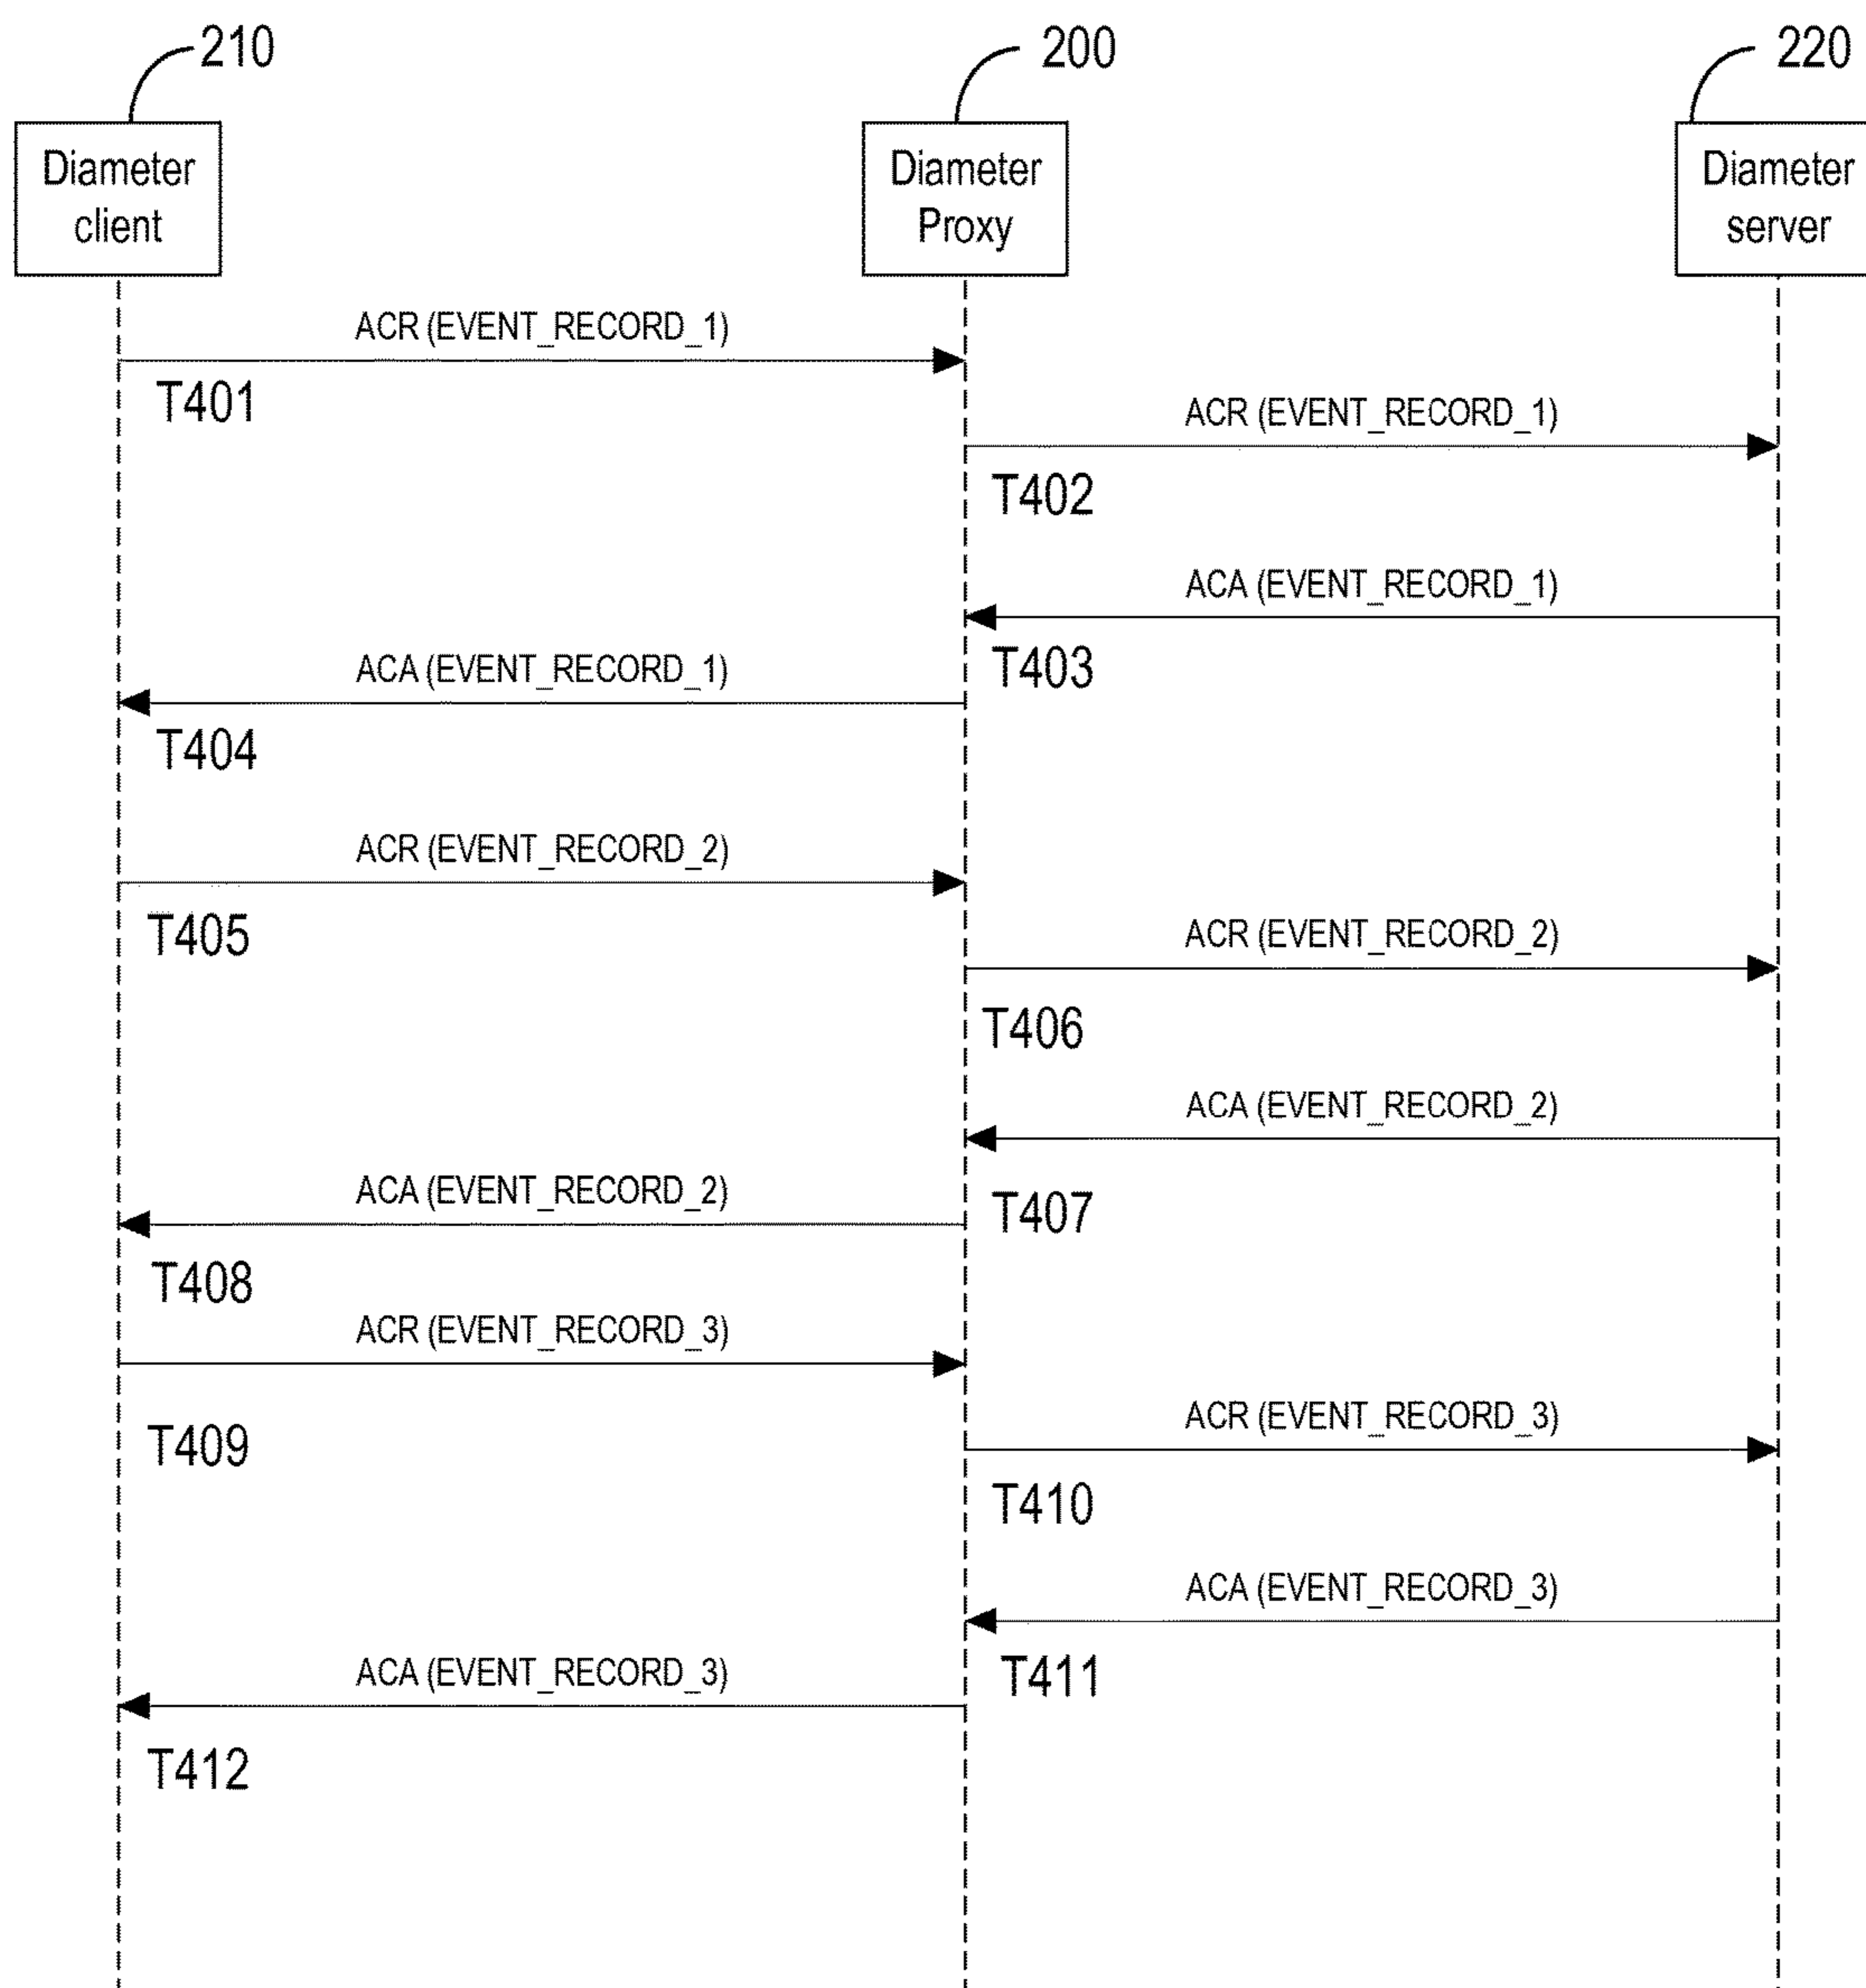 210
200
220
Diameter
client
Diameter
Proxy
Diameter
server
ACR (EVENT_RECORD_1)
T401
ACR (EVENT_RECORD_1)
T402
ACA (EVENT_RECORD_1)
T403
ACA (EVENT_RECORD_1)
T404
ACR (EVENT_RECORD_2)
T405
ACR (EVENT_RECORD_2)
T406
ACA (EVENT_RECORD_2)
T407
ACA (EVENT_RECORD_2)
T408
ACR (EVENT_RECORD_3)
T409
ACR (EVENT_RECORD_3)
T410
ACA (EVENT_RECORD_3)
T411
ACA (EVENT_RECORD_3)
T412